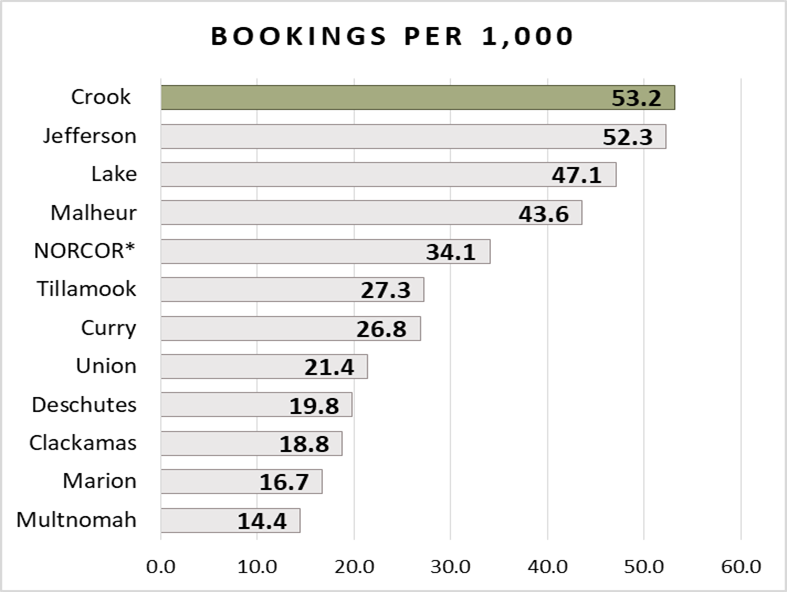 BOOKINGS PER 1,000
Crook 53.2
Jefferson 52.3
Lake 47.1
Malheur 43.6
NORCOR* 34.1
Tillamook 27.3
Curry 26.8
Union 21.4
Deschutes 19.8
Clackamas 18.8
Marion 16.7
Multnomah 14.4
0.0 10.0 20.0 30.0 40.0 50.0 60.0